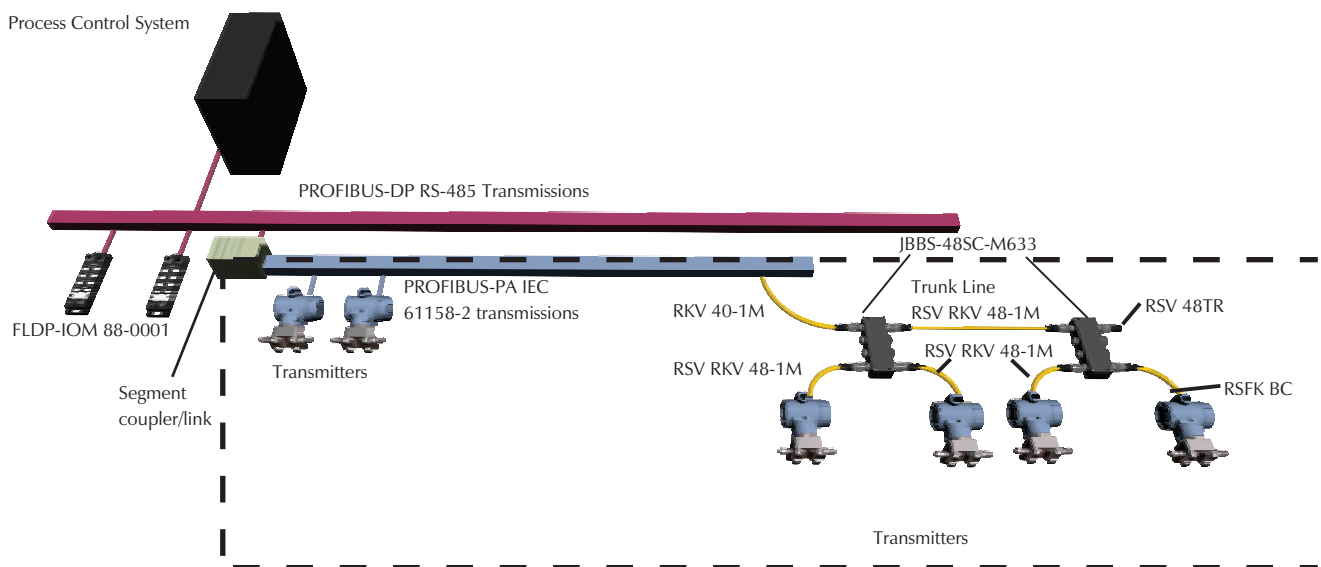 Process Control System
PROFIBUS-DP RS-485 Transmissions
JBBS-48SC-M633
PROFIBUS-PA IEC
61158-2 transmissions
Trunk Line
RKV 40-1M
RSV RKV 48-1M
RSV 48TR
FLDP-IOM 88-0001
Transmitters
RSV RKV 48-1M
RSV RKV 48-1M
RSFK BC
Segment
coupler/link
Transmitters